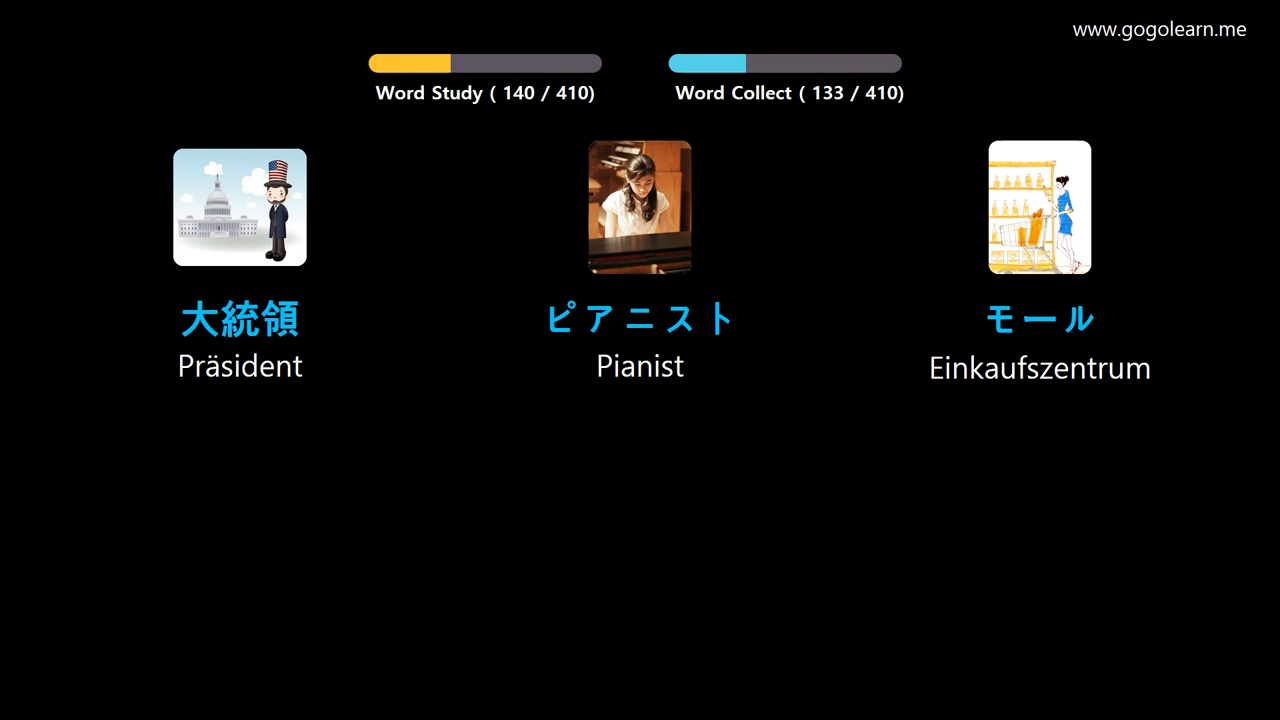 www.gogolearn.me
Word Study ( 140 / 410)
Word Collect ( 133 / 410)
大統領
ピアニスト
モール
Präsident
Pianist
Einkaufszentrum